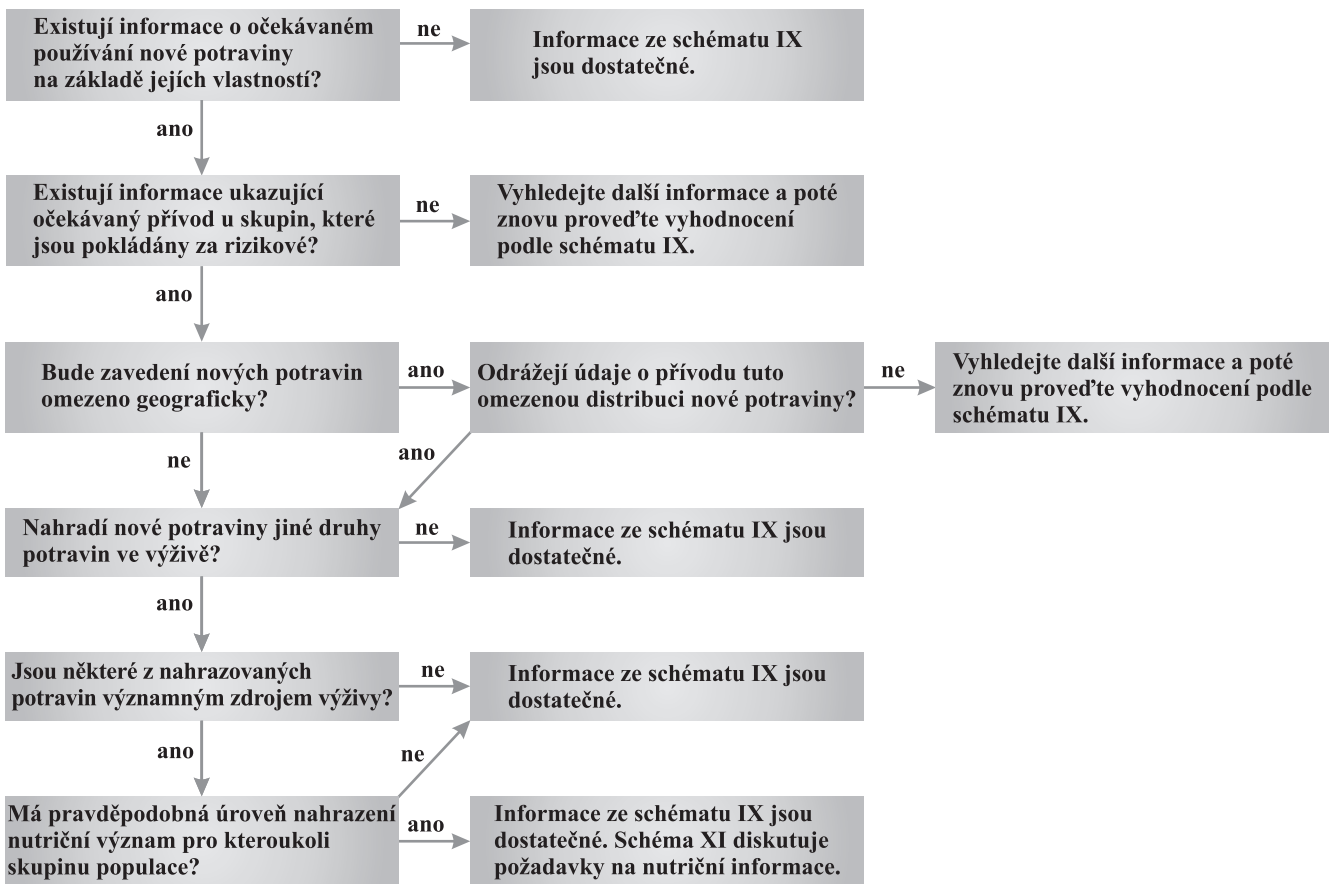 Existují informace o očekávaném
používání nové potraviny
na základě jejích vlastností?
ne
Informace ze schématu IX
jsou dostatečné.
ano
Existují informace ukazující
očekávaný přívod u skupin, které
jsou pokládány za rizikové?
ne
Vyhledejte další informace a poté
znovu proveďte vyhodnocení
podle schématu IX.
ano
Bude zavedení nových potravin
omezeno geograficky?
ano
Odrážejí údaje o přívodu tuto
omezenou distribuci nové potraviny?
ne
Vyhledejte další informace a poté
znovu proveďte vyhodnocení podle
schématu IX.
ne
ano
Nahradí nové potraviny jiné druhy
potravin ve výživě?
ne
Informace ze schématu IX jsou
dostatečné.
ano
Jsou některé z nahrazovaných
potravin významným zdrojem výživy?
ne
Informace ze schématu IX jsou
dostatečné.
ano
ne
Má pravděpodobná úroveň nahrazení
nutriční význam pro kteroukoli
skupinu populace?
ano
Informace ze schématu IX jsou
dostatečné. Schéma XI diskutuje
požadavky na nutriční informace.